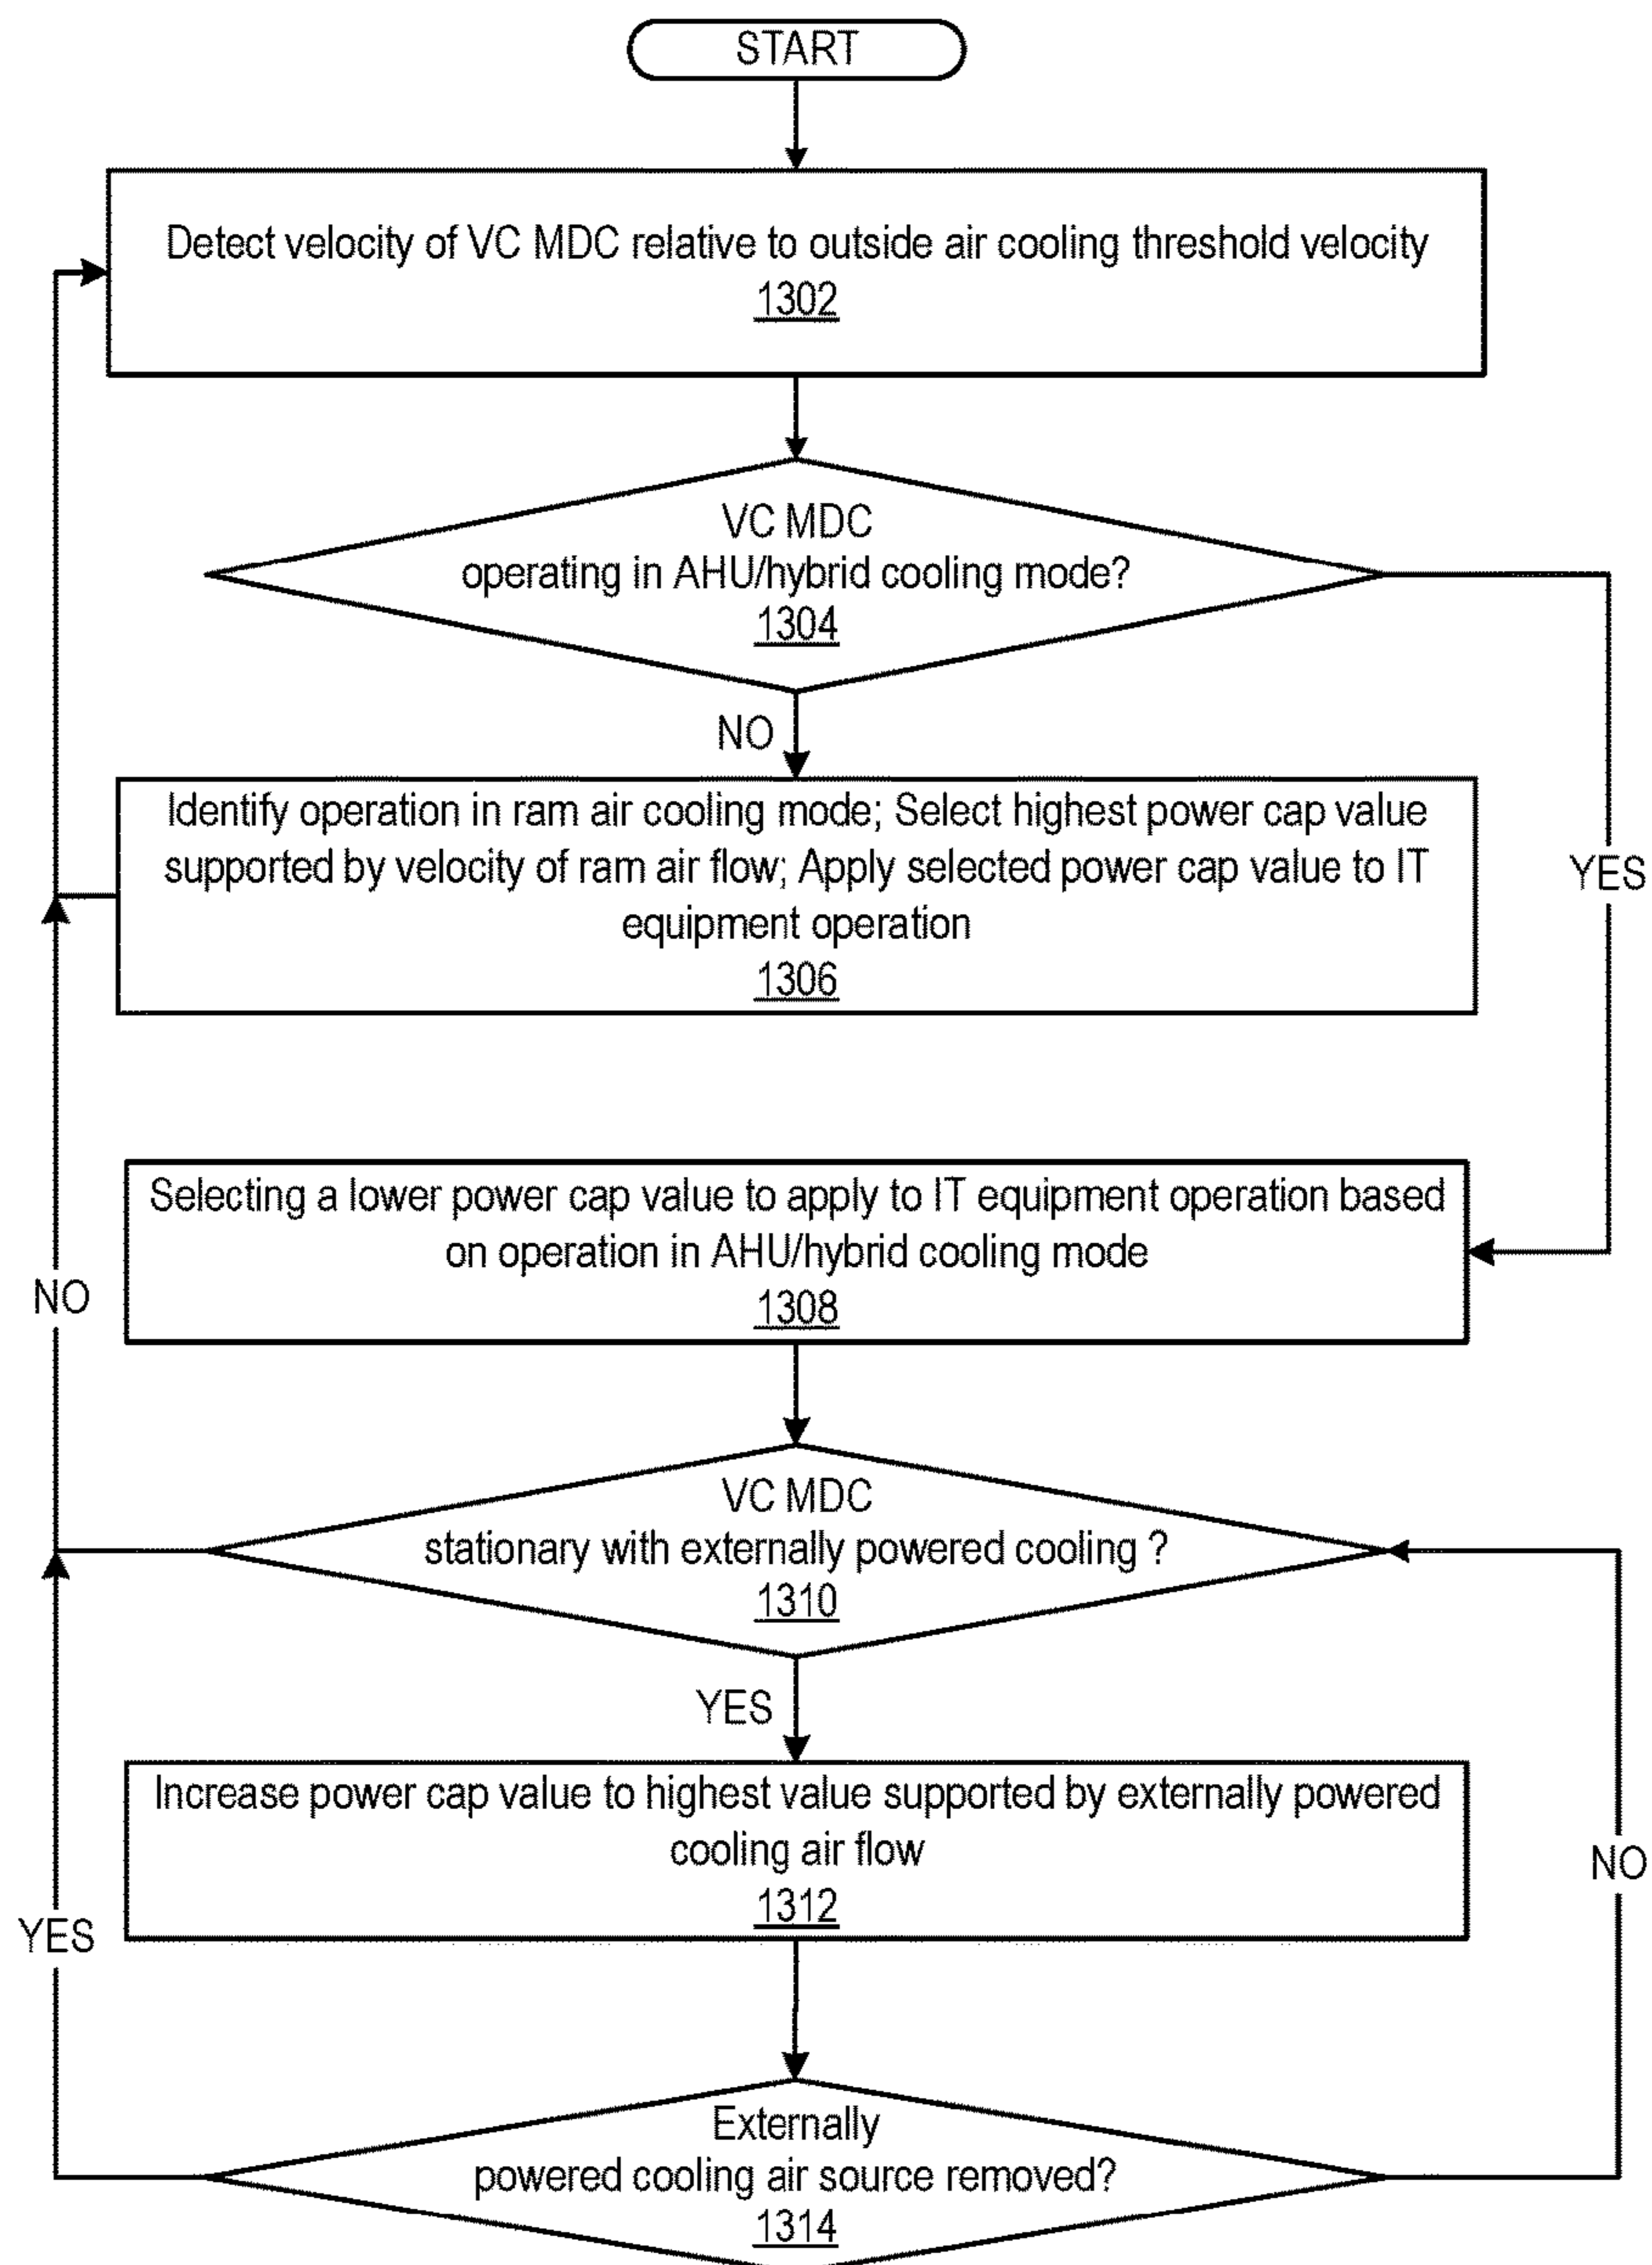 START
Detect velocity of VC MDC relative to outside air cooling threshold velocity
1302
VC MDC
operating in AHU/hybrid cooling mode?
1304
NO
YES
Identify operation in ram air cooling mode; Select highest power cap value
supported by velocity of ram air flow; Apply selected power cap value to IT
equipment operation
1306
Selecting a lower power cap value to apply to IT equipment operation based
on operation in AHU/hybrid cooling mode
1308
NO
VC MDC
stationary with externally powered cooling ?
1310
YES
Increase power cap value to highest value supported by externally powered
cooling air flow
1312
NO
YES
Externally
powered cooling air source removed?
1314